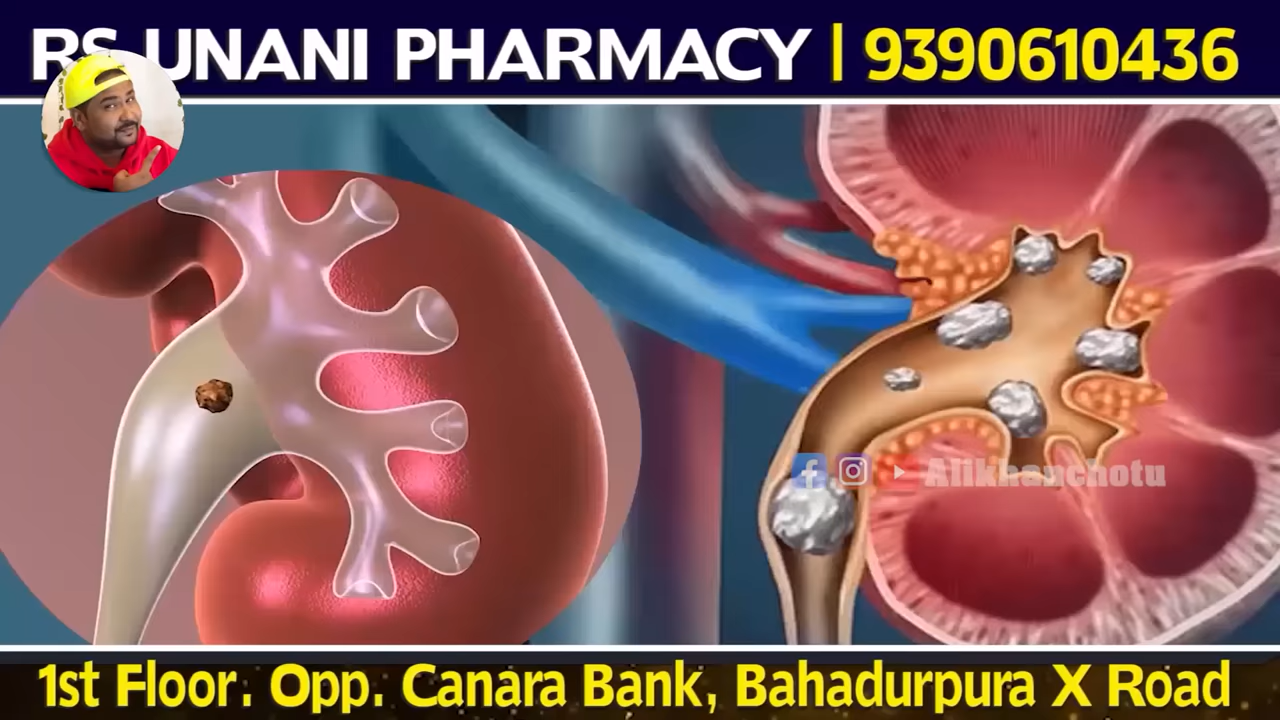 RS UNANI PHARMACY | 9390610436
Alikhanchotu
1st Floor. Opp. Canara Bank, Bahadurpura X Road